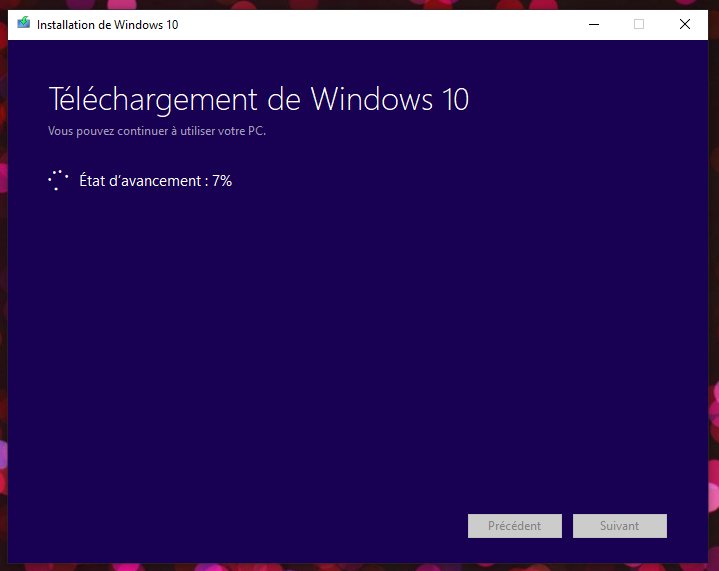 Installation de Windows 10
Téléchargement de Windows 10
Vous pouvez continuer à utiliser votre PC.
État d’avancement : 7%
Précédent
Suivant